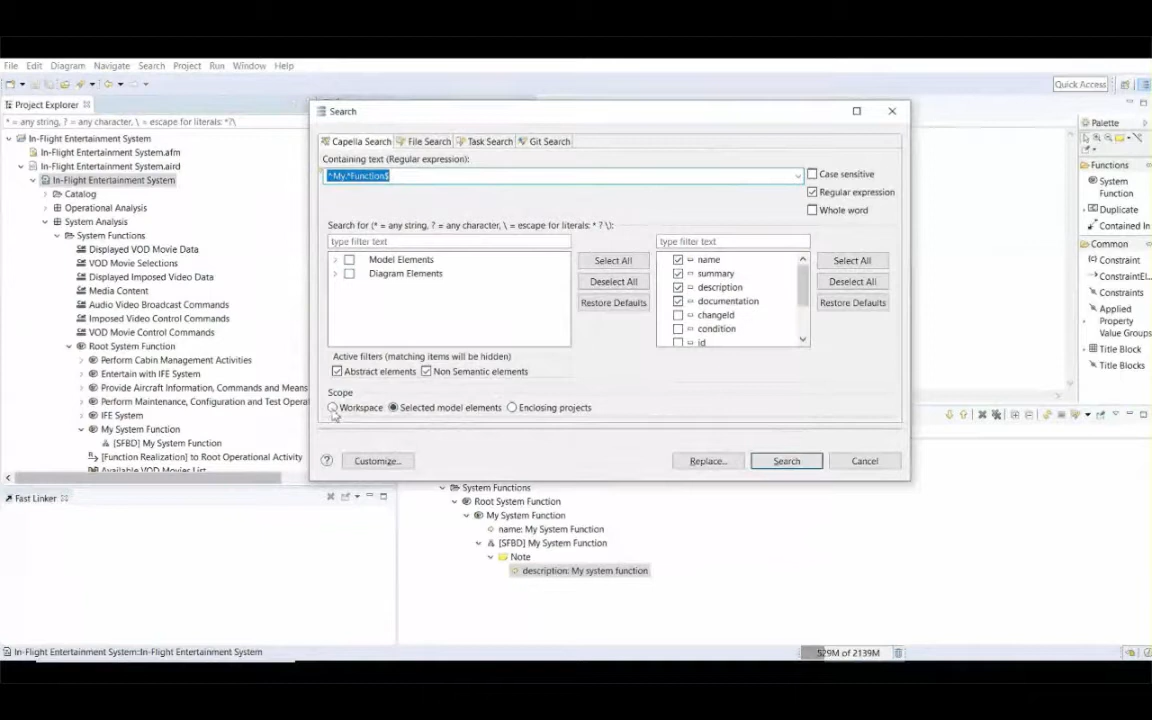 File Edit Diagram Navigate Search Project Run Window Help
Quick Access
Project Explorer
* = any string, ? = any character, \ = escape for literals: *?\
In-Flight Entertainment System
In-Flight Entertainment System.afm
In-Flight Entertainment System.aird
In-Flight Entertainment System
Catalog
Operational Analysis
System Analysis
System Functions
Displayed VOD Movie Data
VOD Movie Selections
Displayed Imposed Video Data
Media Content
Audio Video Broadcast Commands
Imposed Video Control Commands
VOD Movie Control Commands
Root System Function
Perform Cabin Management Activities
Entertain with IFE System
Provide Aircraft Information, Commands and Means
Perform Maintenance, Configuration and Test Opera
IFE System
My System Function
[SFBD] My System Function
[Function Realization] to Root Operational Activity
Available VOD Movies List
Fast Linker
Search
Capella Search File Search Task Search Git Search
Containing text (Regular expression):
^My.*Function$
Case sensitive
Regular expression
Whole word
Search for (* = any string, ? = any character, \ = escape for literals: * ? \):
type filter text
Model Elements
Diagram Elements
Select All
Deselect All
Restore Defaults
type filter text
name
summary
description
documentation
changeId
condition
id
Select All
Deselect All
Restore Defaults
Active filters (matching items will be hidden)
Abstract elements Non Semantic elements
Scope
Workspace Selected model elements Enclosing projects
Customize... Replace... Search Cancel
System Functions
Root System Function
My System Function
name: My System Function
[SFBD] My System Function
Note
description: My system function
Palette
Functions
System
Function
Duplicate
Contained In
Common
Constraint
ConstraintEl...
Constraints
Applied
Property
Value Groups
Title Block
Title Blocks
In-Flight Entertainment System:In-Flight Entertainment System
529M of 2139M